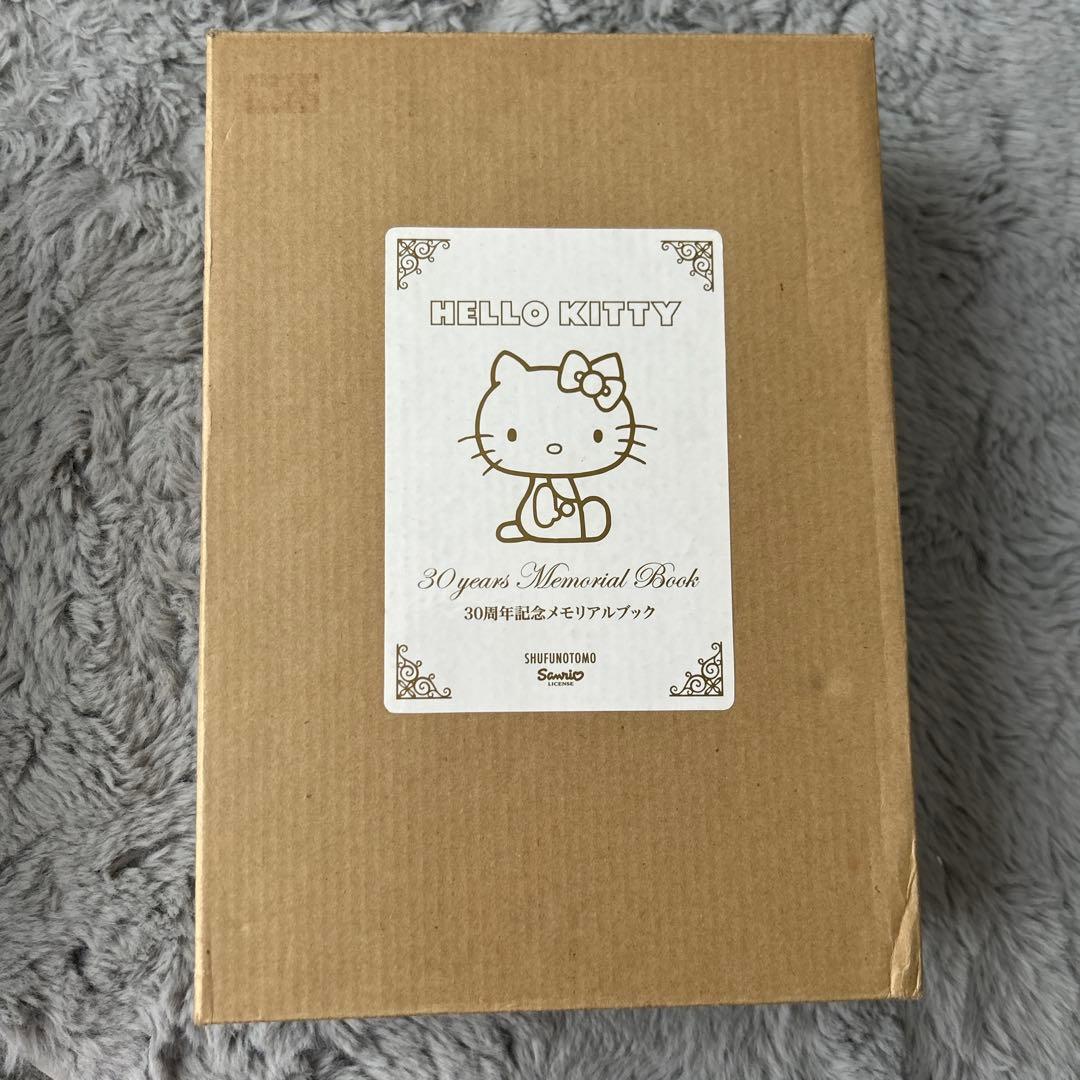 HELLO KITTY
30 years Memorial Book
30周年記念メモリアルブック
SHUFUNOTOMO
Sanrio
LICENSE